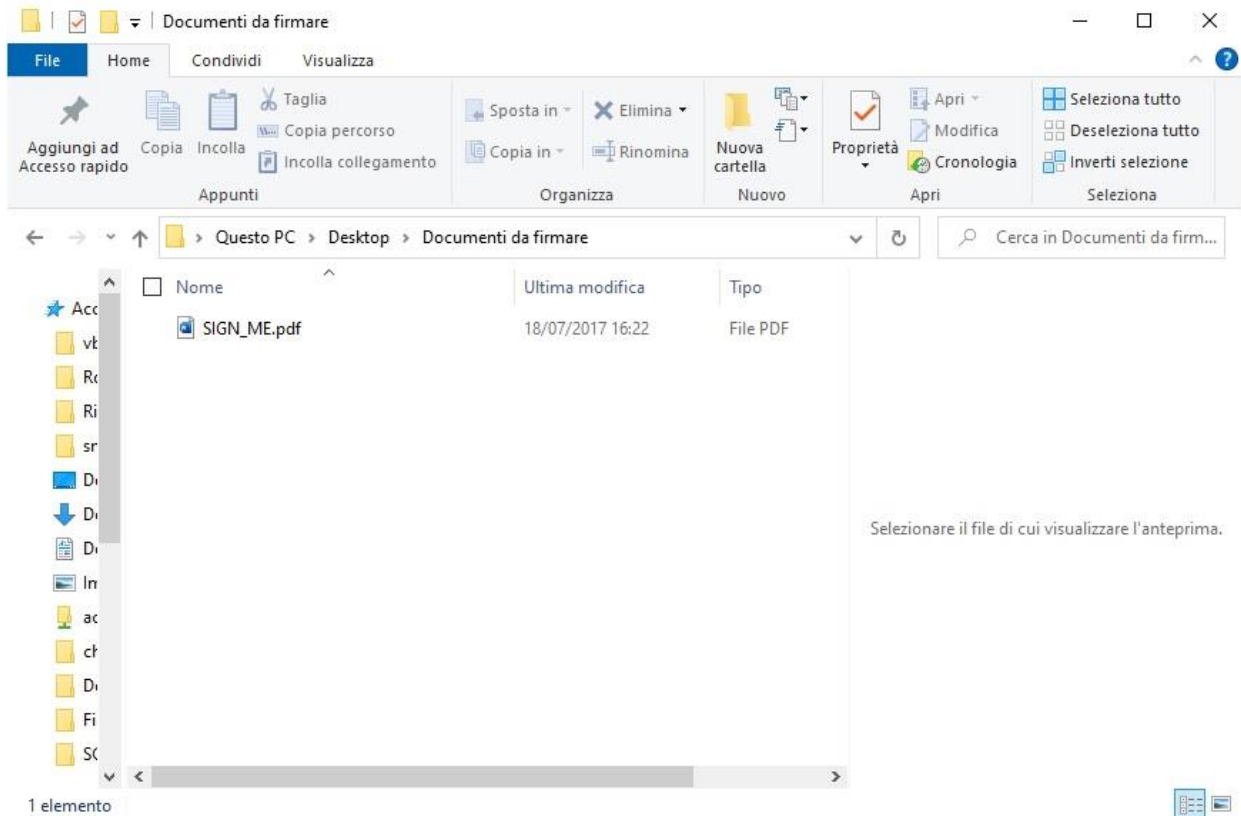 Documenti da firmare
File Home Condividi Visualizza
Aggiungi ad
Accesso rapido
Copia
Incolla
Taglia
Copia percorso
Incolla collegamento
Appunti
Sposta in
Copia in
Elimina
Rinomina
Organizza
Nuova
cartella
Nuovo
Proprietà
Apri
Modifica
Cronologia
Apri
Seleziona tutto
Deseleziona tutto
Inverti selezione
Seleziona
Questo PC > Desktop > Documenti da firmare
Cerca in Documenti da firm...
Nome Ultima modifica Tipo
SIGN_ME.pdf 18/07/2017 16:22 File PDF
Acc
Ri
Fi
Selezionare il file di cui visualizzare l'anteprima.
1 elemento